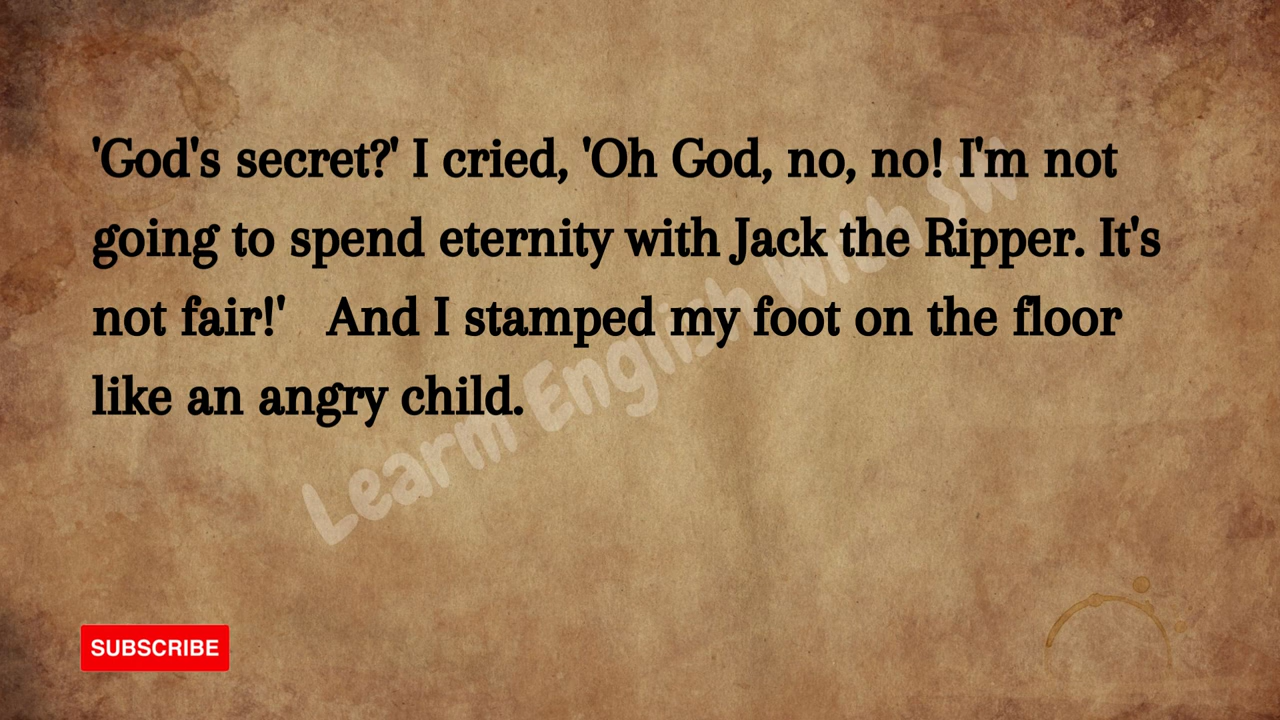 'God's secret?' I cried, 'Oh God, no, no! I'm not
going to spend eternity with Jack the Ripper. It's
not fair!'   And I stamped my foot on the floor
like an angry child.
Learm English With Sw
SUBSCRIBE